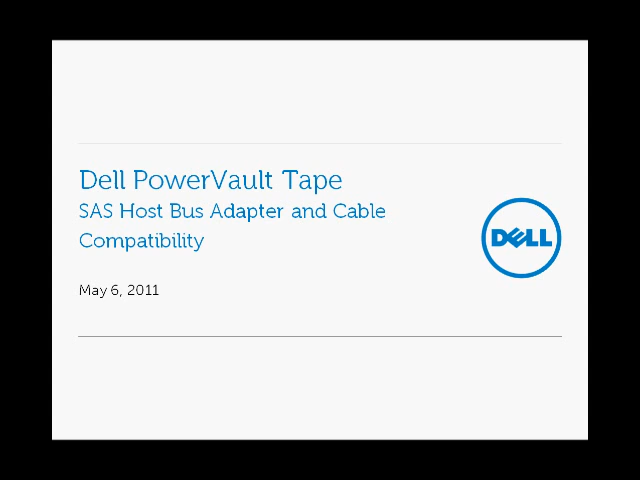 Dell PowerVault Tape
SAS Host Bus Adapter and Cable
Compatibility
DELL
May 6, 2011